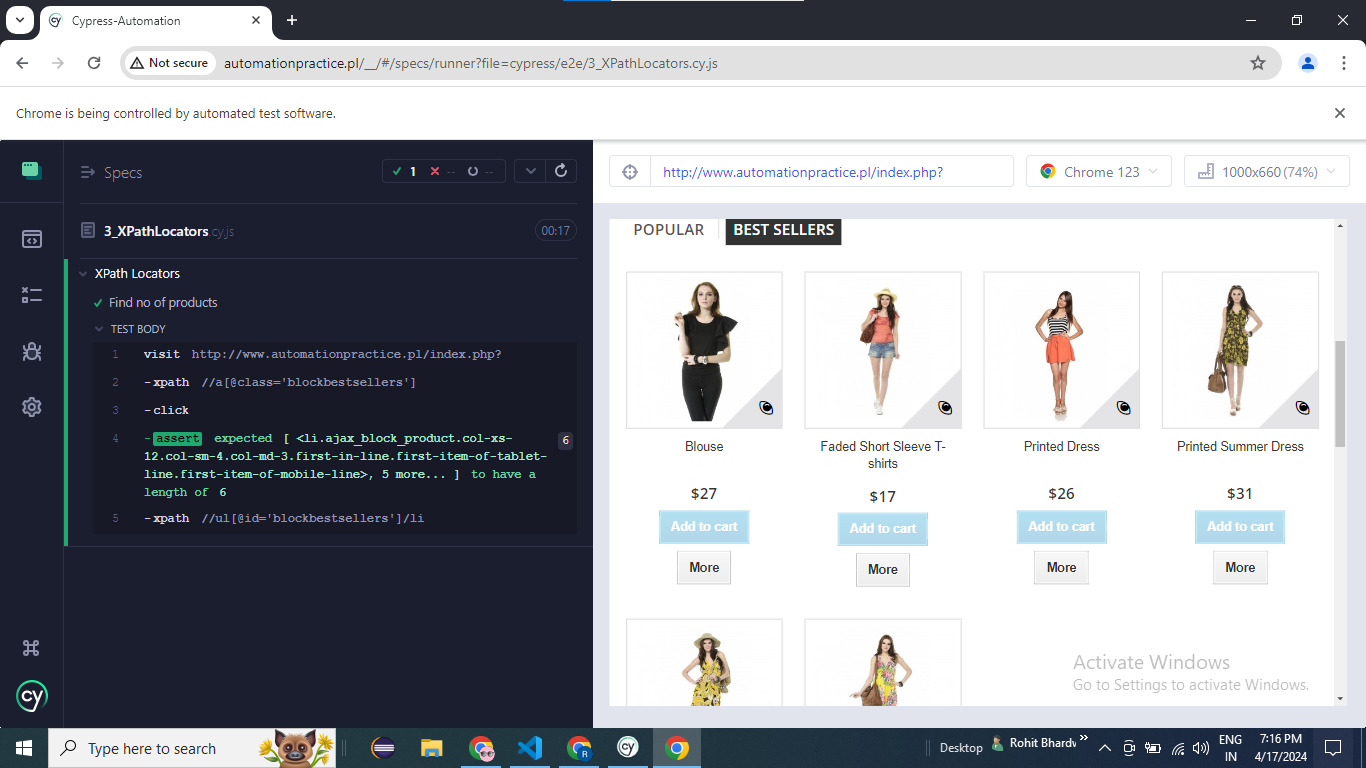 Cypress-Automation
Not secure
automationpractice.pl/__/#/specs/runner?file=cypress/e2e/3_XPathLocators.cy.js
Chrome is being controlled by automated test software.
Specs
1 -- --
3_XPathLocators.cy.js 00:17
XPath Locators
Find no of products
TEST BODY
1 visit http://www.automationpractice.pl/index.php?
2 -xpath //a[@class='blockbestsellers']
3 -click
4 -assert expected [ <li.ajax_block_product.col-xs-
12.col-sm-4.col-md-3.first-in-line.first-item-of-tablet-
line.first-item-of-mobile-line>, 5 more... ] to have a
length of 6
6
5 -xpath //ul[@id='blockbestsellers']/li
cy
http://www.automationpractice.pl/index.php?
Chrome 123
1000x660 (74%)
POPULAR BEST SELLERS
Blouse
$27
Add to cart
More
Faded Short Sleeve T-
shirts
$17
Add to cart
More
Printed Dress
$26
Add to cart
More
Printed Summer Dress
$31
Add to cart
More
Activate Windows
Go to Settings to activate Windows.
Type here to search
Desktop
Rohit Bhardw
ENG
IN
7:16 PM
4/17/2024